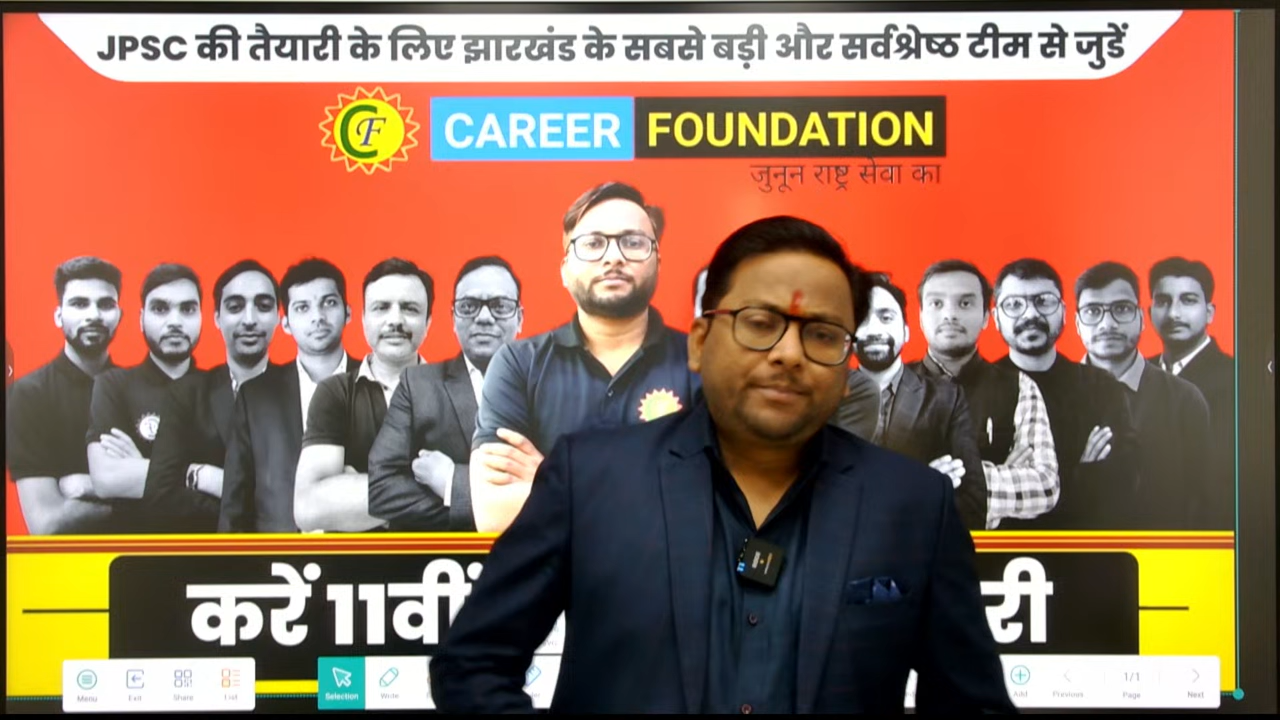 JPSC की तैयारी के लिए झारखंड के सबसे बड़ी और सर्वश्रेष्ठ टीम से जुडें
CF
CAREER FOUNDATION
जुनून राष्ट्र सेवा का
करें 11वीं री
Menu Exit Share List Selection Write Add Previous 1/1 Page Next